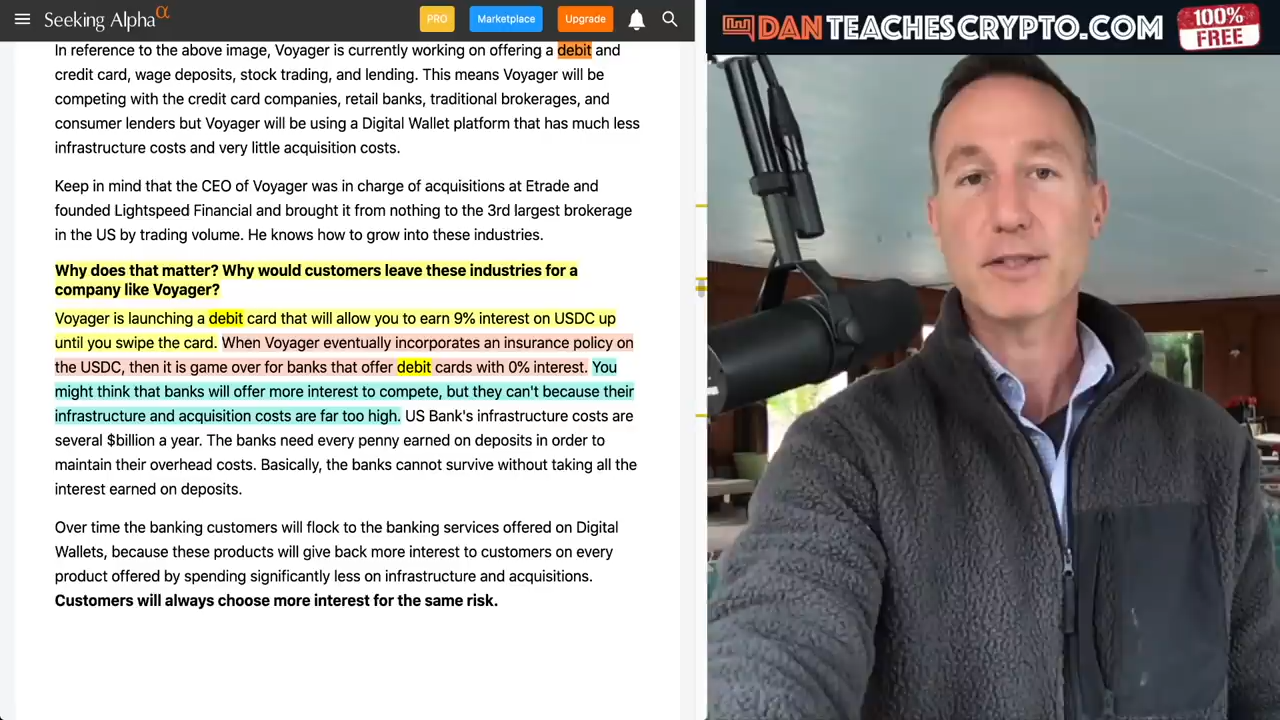 Seeking Alpha α
PRO
Marketplace
Upgrade
DAN TEACHESCRYPTO.COM
100%
FREE
In reference to the above image, Voyager is currently working on offering a debit and
credit card, wage deposits, stock trading, and lending. This means Voyager will be
competing with the credit card companies, retail banks, traditional brokerages, and
consumer lenders but Voyager will be using a Digital Wallet platform that has much less
infrastructure costs and very little acquisition costs.
Keep in mind that the CEO of Voyager was in charge of acquisitions at Etrade and
founded Lightspeed Financial and brought it from nothing to the 3rd largest brokerage
in the US by trading volume. He knows how to grow into these industries.
Why does that matter? Why would customers leave these industries for a
company like Voyager?
Voyager is launching a debit card that will allow you to earn 9% interest on USDC up
until you swipe the card. When Voyager eventually incorporates an insurance policy on
the USDC, then it is game over for banks that offer debit cards with 0% interest. You
might think that banks will offer more interest to compete, but they can't because their
infrastructure and acquisition costs are far too high. US Bank's infrastructure costs are
several $billion a year. The banks need every penny earned on deposits in order to
maintain their overhead costs. Basically, the banks cannot survive without taking all the
interest earned on deposits.
Over time the banking customers will flock to the banking services offered on Digital
Wallets, because these products will give back more interest to customers on every
product offered by spending significantly less on infrastructure and acquisitions.
Customers will always choose more interest for the same risk.